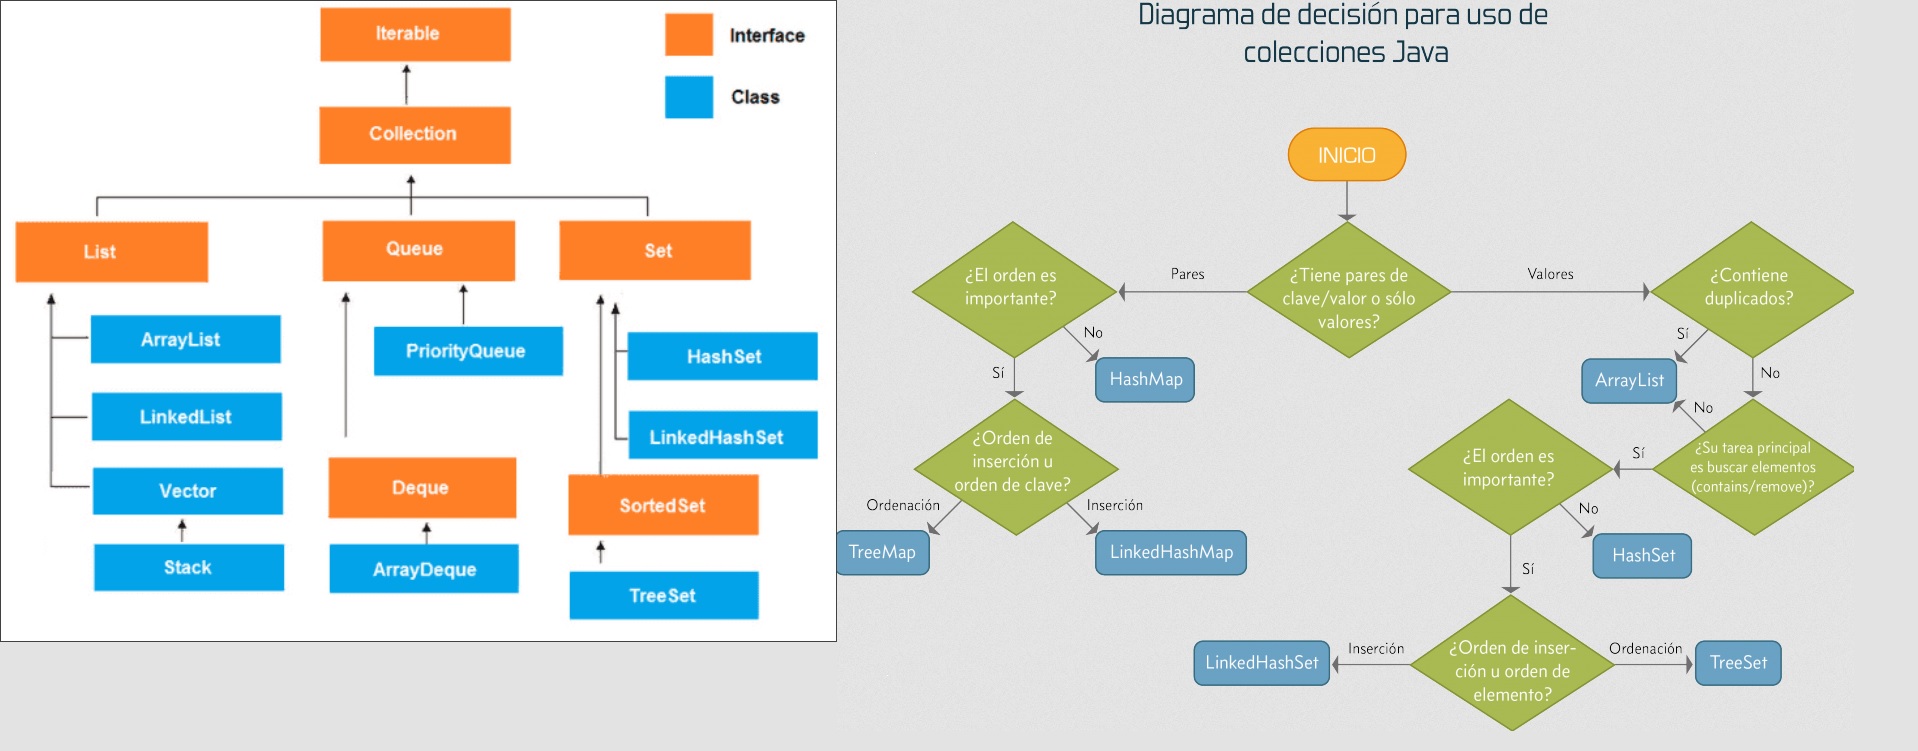 Iterable
Interface
Class
Collection
List
Queue
Set
ArrayList
PriorityQueue
HashSet
LinkedList
LinkedHashSet
Vector
Deque
SortedSet
Stack
ArrayDeque
TreeSet
Diagrama de decisión para uso de
colecciones Java
INICIO
¿El orden es
importante?
Pares
¿Tiene pares de
clave/valor o sólo
valores?
Valores
¿Contiene
duplicados?
No
HashMap
Sí
Sí
ArrayList
No
No
¿Orden de
inserción u
orden de clave?
¿El orden es
importante?
Sí
¿Su tarea principal
es buscar elementos
(contains/remove)?
Ordenación
Inserción
TreeMap
LinkedHashMap
No
HashSet
Sí
LinkedHashSet
Inserción
¿Orden de inser-
ción u orden de
elemento?
Ordenación
TreeSet